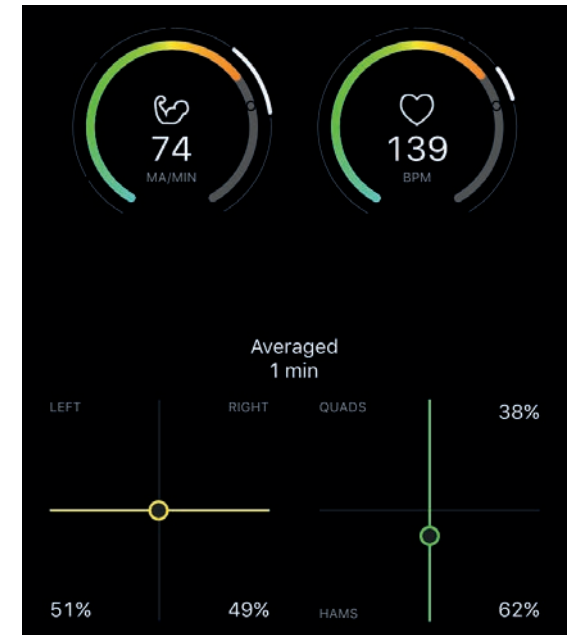 74
MA/MIN
139
BPM
Averaged
1 min
LEFT
RIGHT
51%
49%
QUADS
38%
HAMS
62%